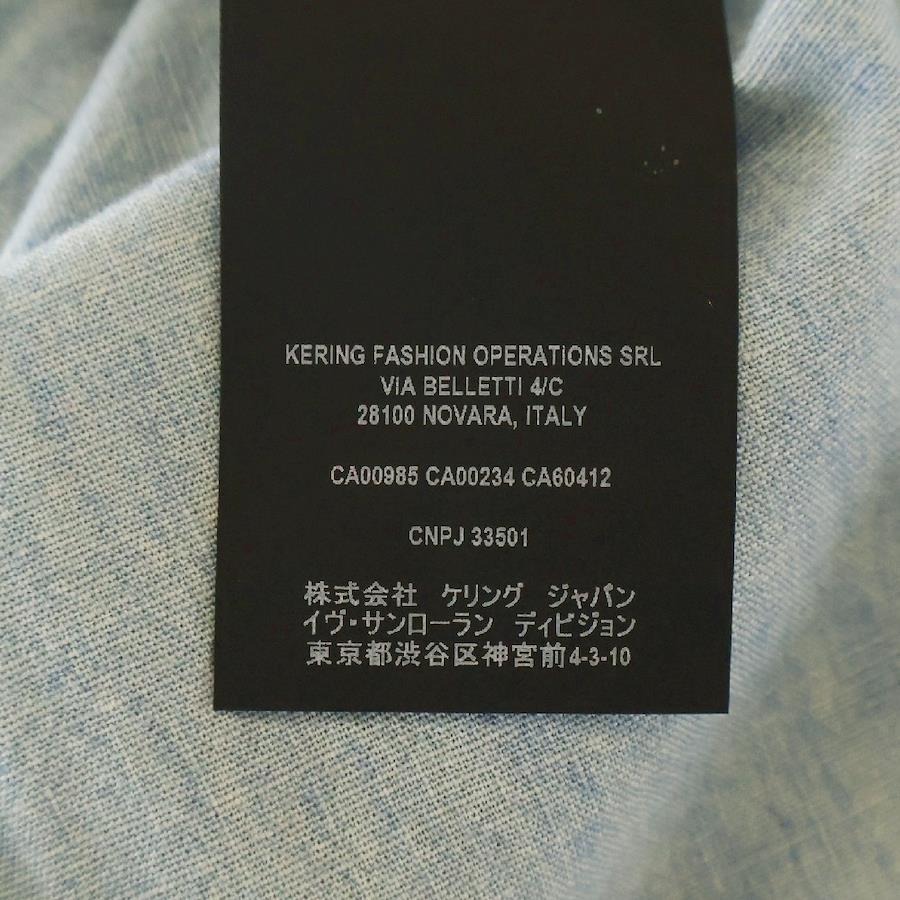 KERING FASHION OPERATIONS SRL
VIA BELLETTI 4/C
28100 NOVARA, ITALY
CA00985 CA00234 CA60412
CNPJ 33501
株式会社 ケリング ジャパン
イヴ・サンローラン ディビジョン
東京都渋谷区神宮前4-3-10